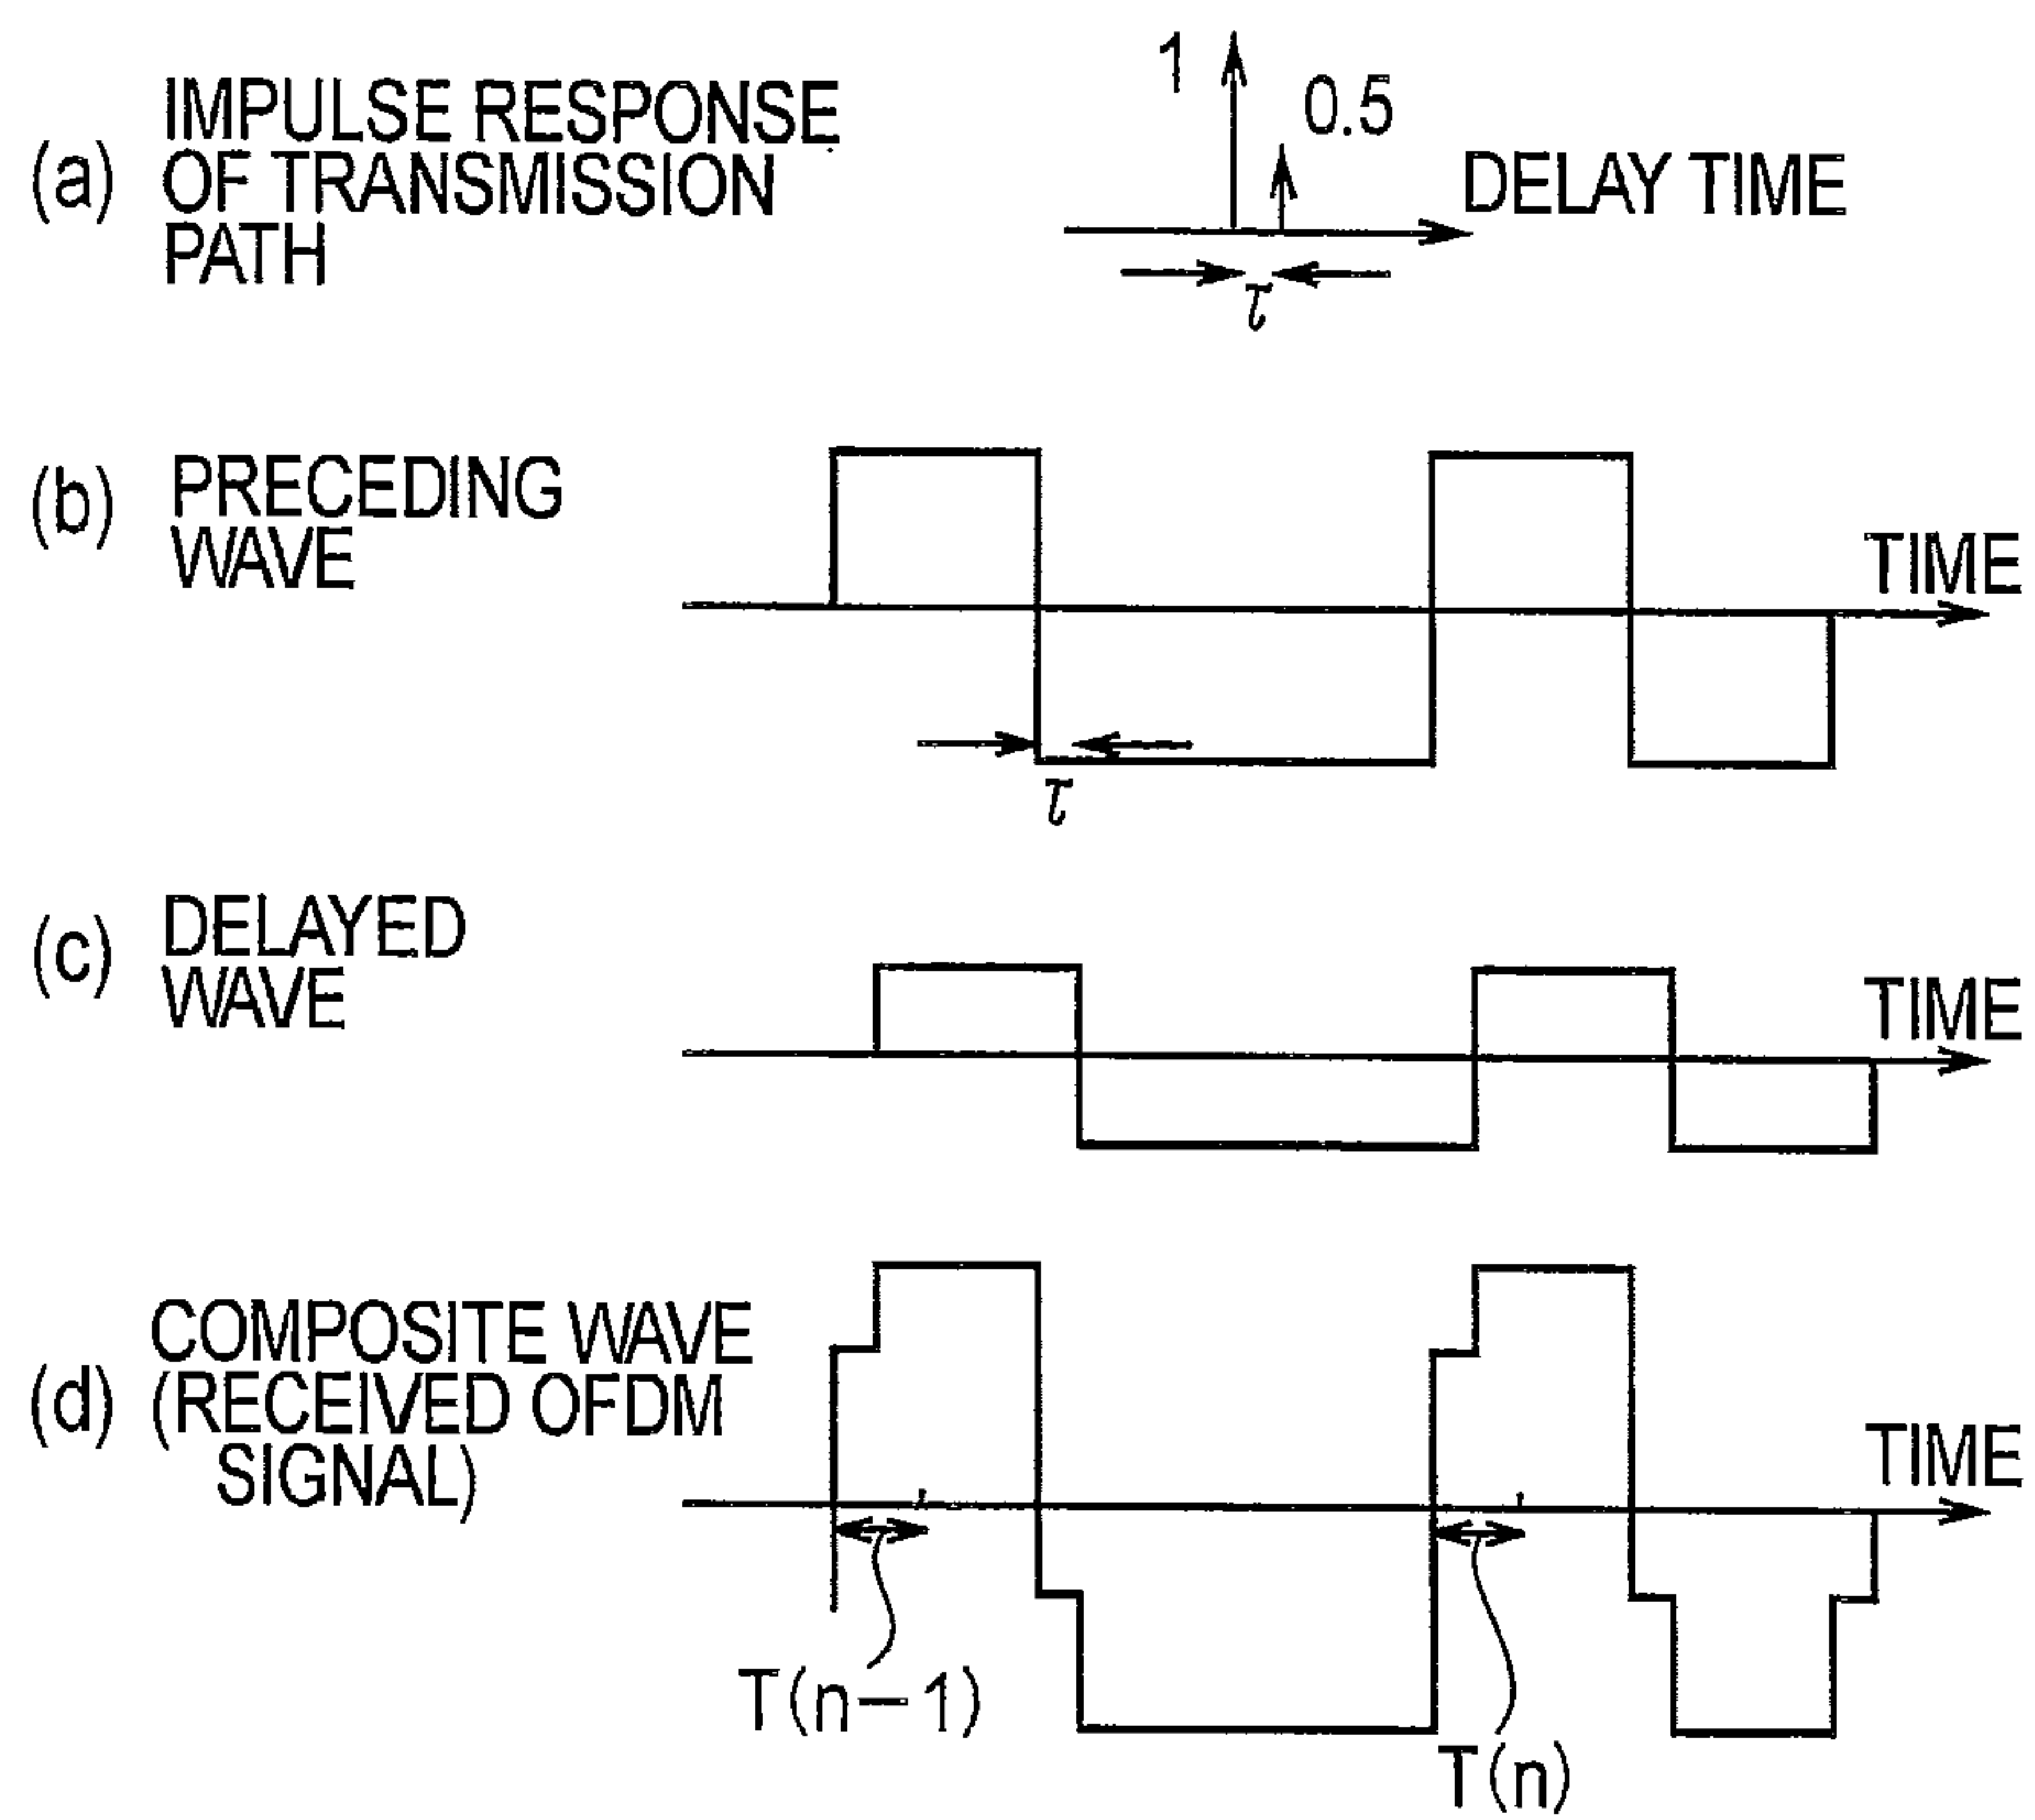 (a) IMPULSE RESPONSE
OF TRANSMISSION
PATH
1
0.5
DELAY TIME
τ
(b) PRECEDING
WAVE
TIME
τ
(c) DELAYED
WAVE
TIME
(d) COMPOSITE WAVE
(RECEIVED OFDM
SIGNAL)
TIME
T(n-1)
T(n)